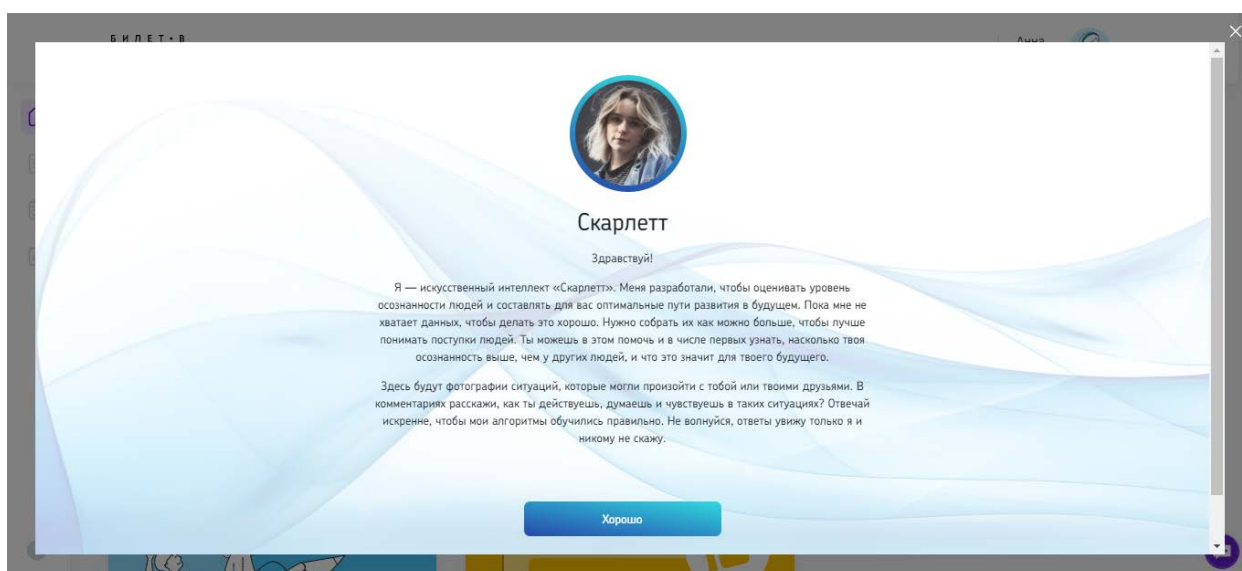 БИЛЕТ•В
Анна
Скарлетт
Здравствуй!
Я — искусственный интеллект «Скарлетт». Меня разработали, чтобы оценивать уровень
осознанности людей и составлять для вас оптимальные пути развития в будущем. Пока мне не
хватает данных, чтобы делать это хорошо. Нужно собрать их как можно больше, чтобы лучше
понимать поступки людей. Ты можешь в этом помочь и в числе первых узнать, насколько твоя
осознанность выше, чем у других людей, и что это значит для твоего будущего.
Здесь будут фотографии ситуаций, которые могли произойти с тобой или твоими друзьями. В
комментариях расскажи, как ты действуешь, думаешь и чувствуешь в таких ситуациях? Отвечай
искренне, чтобы мои алгоритмы обучились правильно. Не волнуйся, ответы увижу только я и
никому не скажу.
Хорошо